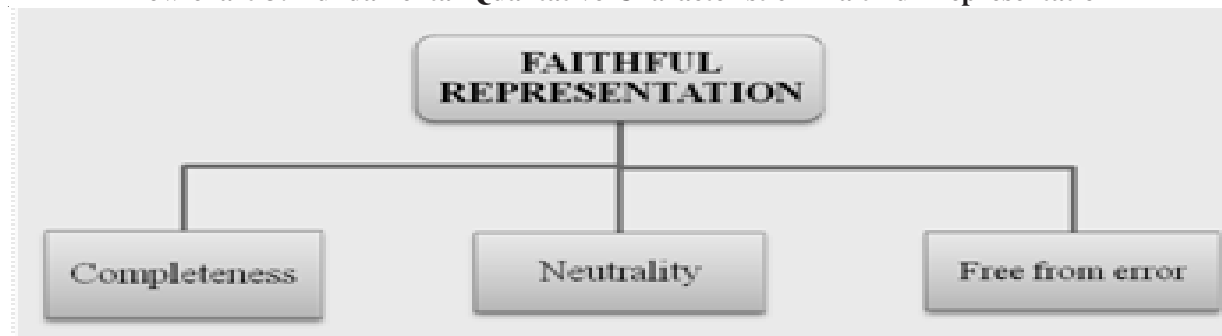 FAITHFUL
REPRESENTATION
Completeness
Neutrality
Free from error